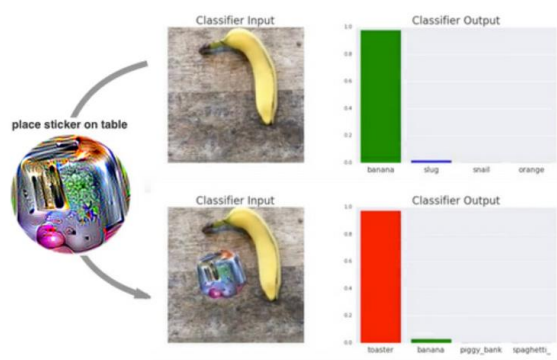 Classifier Input
Classifier Output
place sticker on table
1.0
0.8
0.6
0.4
0.2
0.0
banana
slug
snail
orange
Classifier Input
Classifier Output
1.0
0.8
0.6
0.4
0.2
0.0
toaster
banana
piggy_bank
spaghetti_